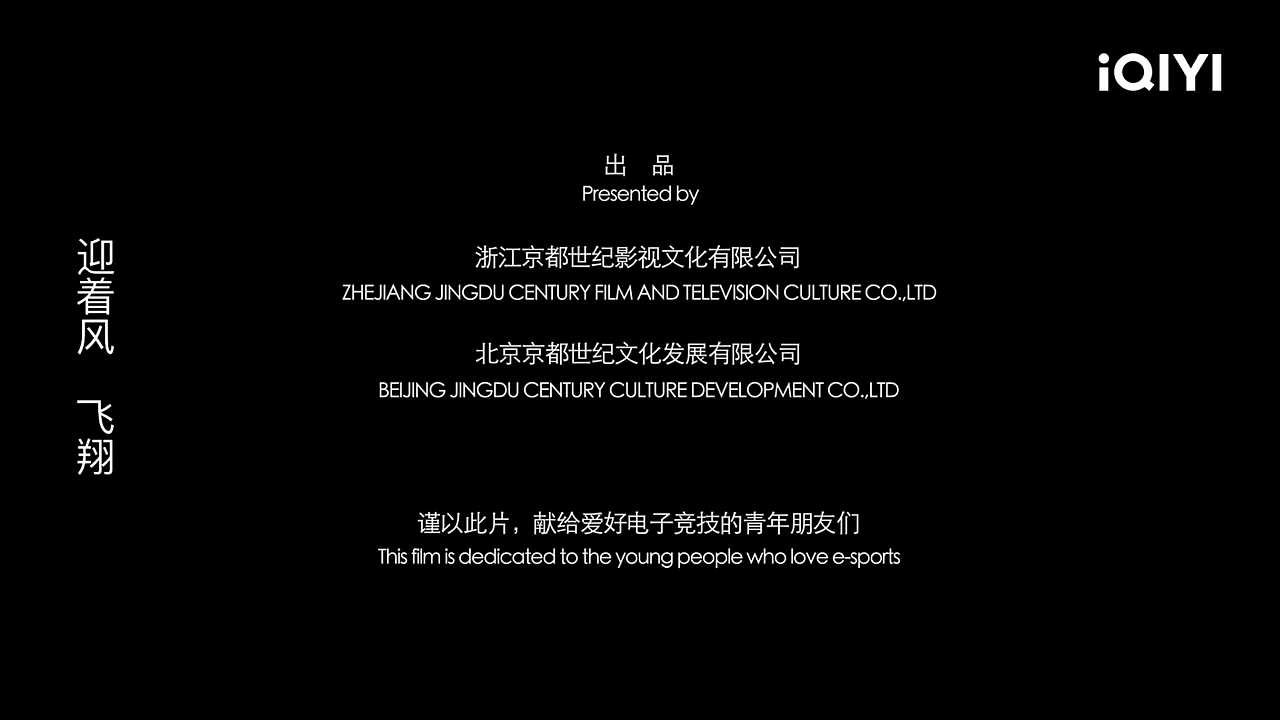 iQIYI
出 品
Presented by
浙江京都世纪影视文化有限公司
ZHEJIANG JINGDU CENTURY FILM AND TELEVISION CULTURE CO.,LTD
北京京都世纪文化发展有限公司
BEIJING JINGDU CENTURY CULTURE DEVELOPMENT CO.,LTD
谨以此片，献给爱好电子竞技的青年朋友们
This film is dedicated to the young people who love e-sports
迎着风 飞翔